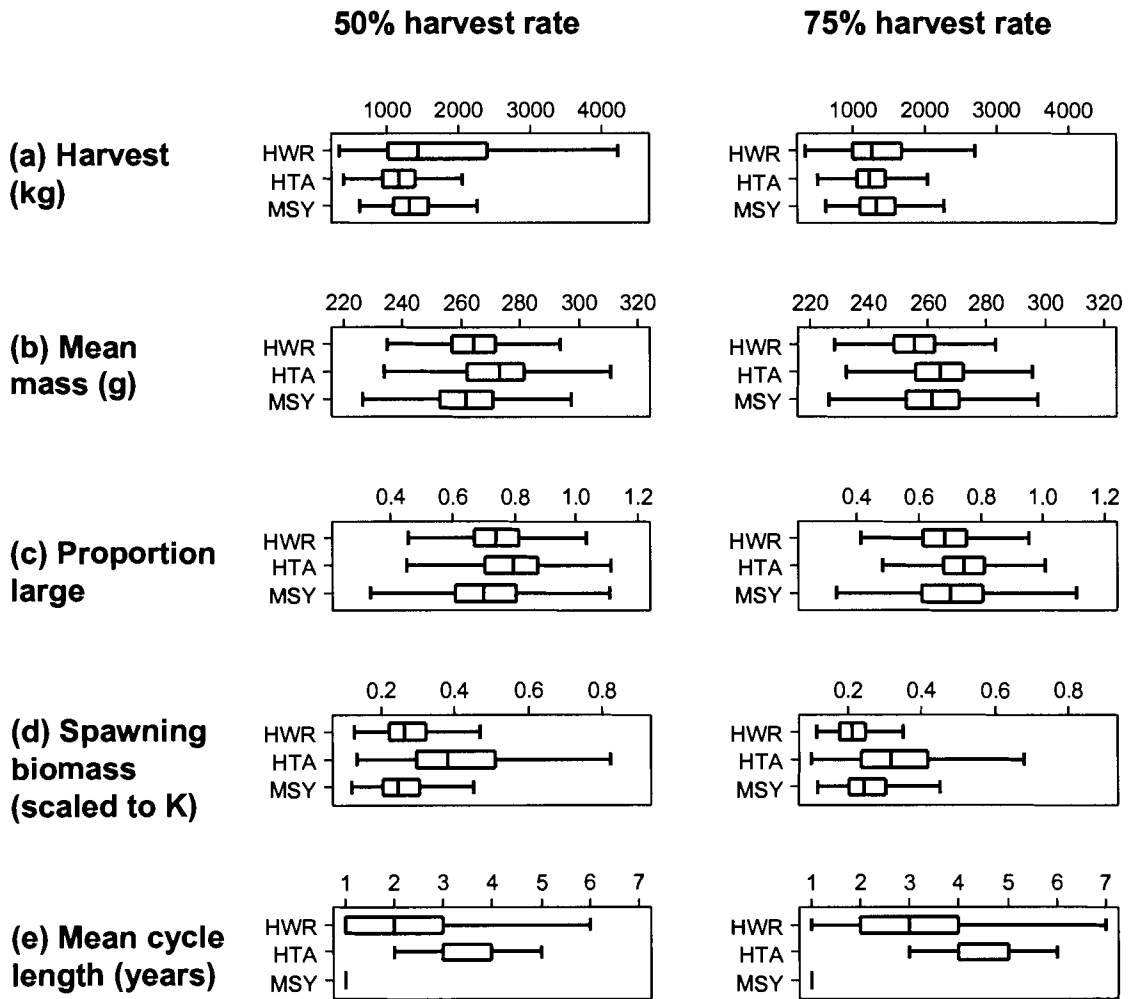 50% harvest rate 75% harvest rate
1000 2000 3000 4000 1000 2000 3000 4000
(a) Harvest
(kg)
HWR HWR
HTA HTA
MSY MSY
220 240 260 280 300 320 220 240 260 280 300 320
(b) Mean
mass (g)
HWR HWR
HTA HTA
MSY MSY
0.4 0.6 0.8 1.0 1.2 0.4 0.6 0.8 1.0 1.2
(c) Proportion
large
HWR HWR
HTA HTA
MSY MSY
0.2 0.4 0.6 0.8 0.2 0.4 0.6 0.8
(d) Spawning
biomass
(scaled to K)
HWR HWR
HTA HTA
MSY MSY
1 2 3 4 5 6 7 1 2 3 4 5 6 7
(e) Mean cycle
length (years)
HWR HWR
HTA HTA
MSY MSY